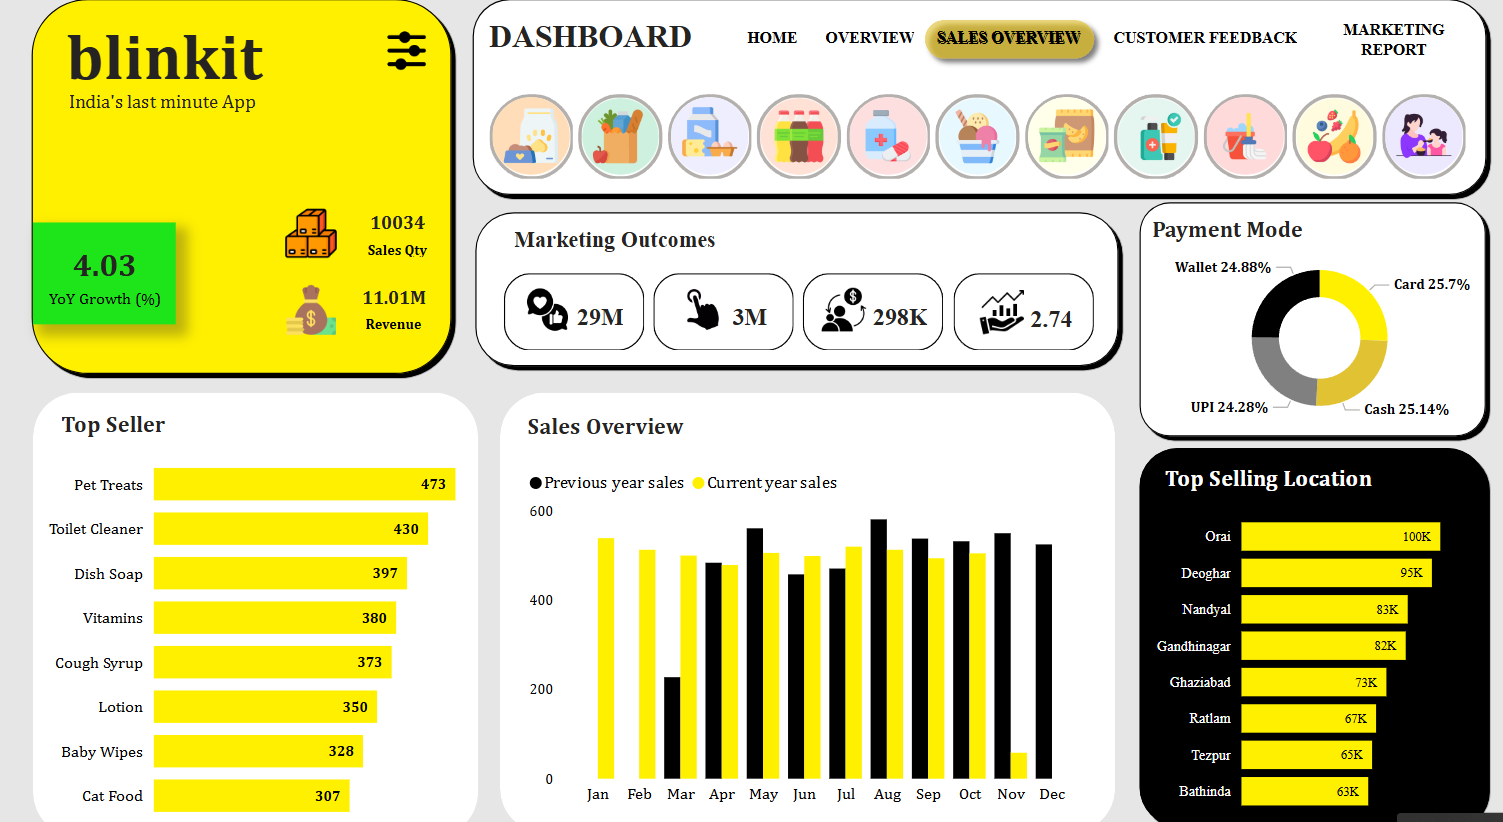 blinkit
India's last minute App
10034
Sales Qty
4.03
YoY Growth (%)
11.01M
Revenue
DASHBOARD
HOME
OVERVIEW
SALES OVERVIEW
CUSTOMER FEEDBACK
MARKETING
REPORT
Marketing Outcomes
29M
3M
298K
2.74
Payment Mode
Wallet 24.88%
Card 25.7%
UPI 24.28%
Cash 25.14%
Top Seller
Pet Treats 473
Toilet Cleaner 430
Dish Soap 397
Vitamins 380
Cough Syrup 373
Lotion 350
Baby Wipes 328
Cat Food 307
Sales Overview
Previous year sales Current year sales
600
400
200
0
Jan Feb Mar Apr May Jun Jul Aug Sep Oct Nov Dec
Top Selling Location
Orai 100K
Deoghar 95K
Nandyal 83K
Gandhinagar 82K
Ghaziabad 73K
Ratlam 67K
Tezpur 65K
Bathinda 63K